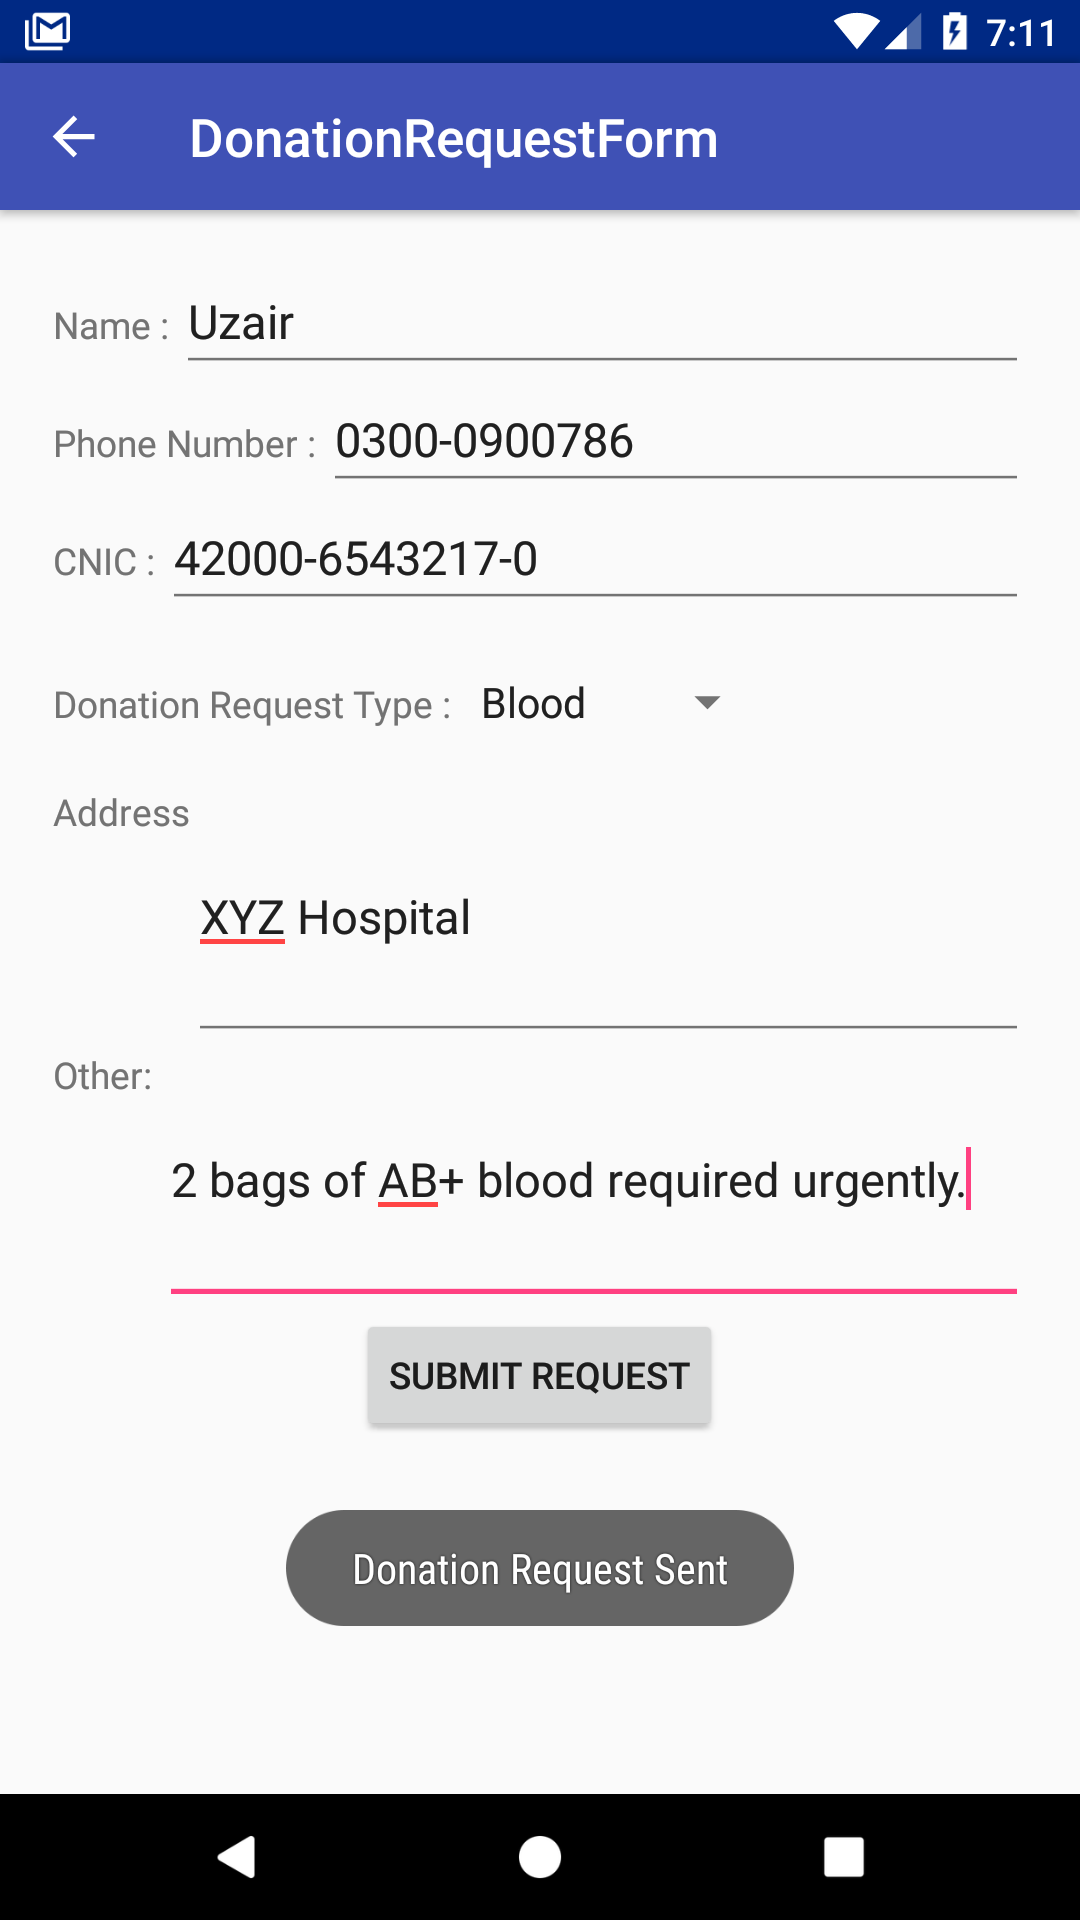 7:11
DonationRequestForm
Name : Uzair
Phone Number : 0300-0900786
CNIC : 42000-6543217-0
Donation Request Type : Blood
Address
XYZ Hospital
Other:
2 bags of AB+ blood required urgently.
SUBMIT REQUEST
Donation Request Sent